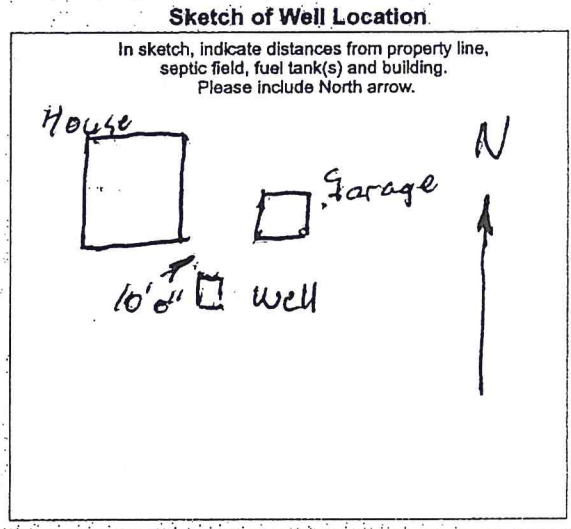 Sketch of Well Location
In sketch, indicate distances from property line,
septic field, fuel tank(s) and building.
Please include North arrow.
House
N
Garage
10' 0"
Well